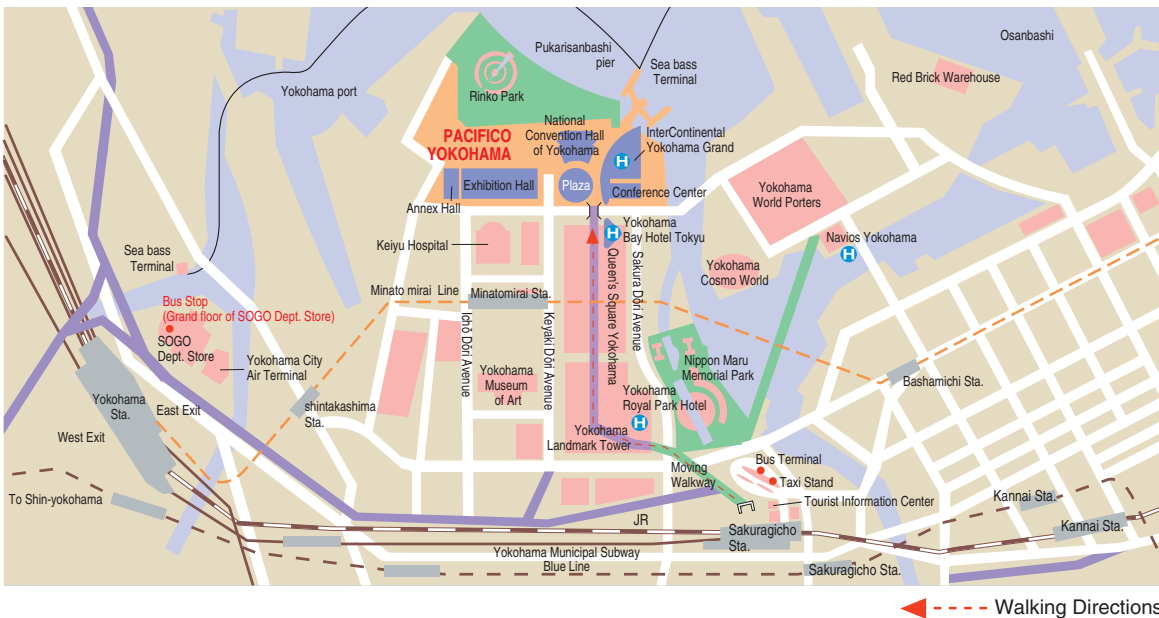 Pukarisanbashi
pier
Osanbashi
Sea bass
Terminal
Red Brick Warehouse
Yokohama port
Rinko Park
National
Convention Hall
of Yokohama
PACIFICO
YOKOHAMA
InterContinental
Yokohama Grand
H
Exhibition Hall
Plaza
Conference Center
Yokohama
World Porters
Annex Hall
Yokohama
Bay Hotel Tokyu
H
Keiyu Hospital
Navios Yokohama
H
Sea bass
Terminal
Yokohama
Cosmo World
Queen's Square Yokohama
Sakura Dōri Avenue
Minato mirai Line
Minatomirai Sta.
Bus Stop
(Grand floor of SOGO Dept. Store)
SOGO
Dept. Store
Ichō Dōri Avenue
Keyaki Dōri Avenue
Yokohama City
Air Terminal
Nippon Maru
Memorial Park
Yokohama
Museum
of Art
Bashamichi Sta.
Yokohama
Sta.
East Exit
shintakashima
Sta.
Yokohama
Royal Park Hotel
H
West Exit
Yokohama
Landmark Tower
Moving
Walkway
Bus Terminal
Taxi Stand
To Shin-yokohama
Tourist Information Center
Kannai Sta.
JR
Sakuragicho
Sta.
Kannai Sta.
Yokohama Municipal Subway
Blue Line
Sakuragicho Sta.
Walking Directions